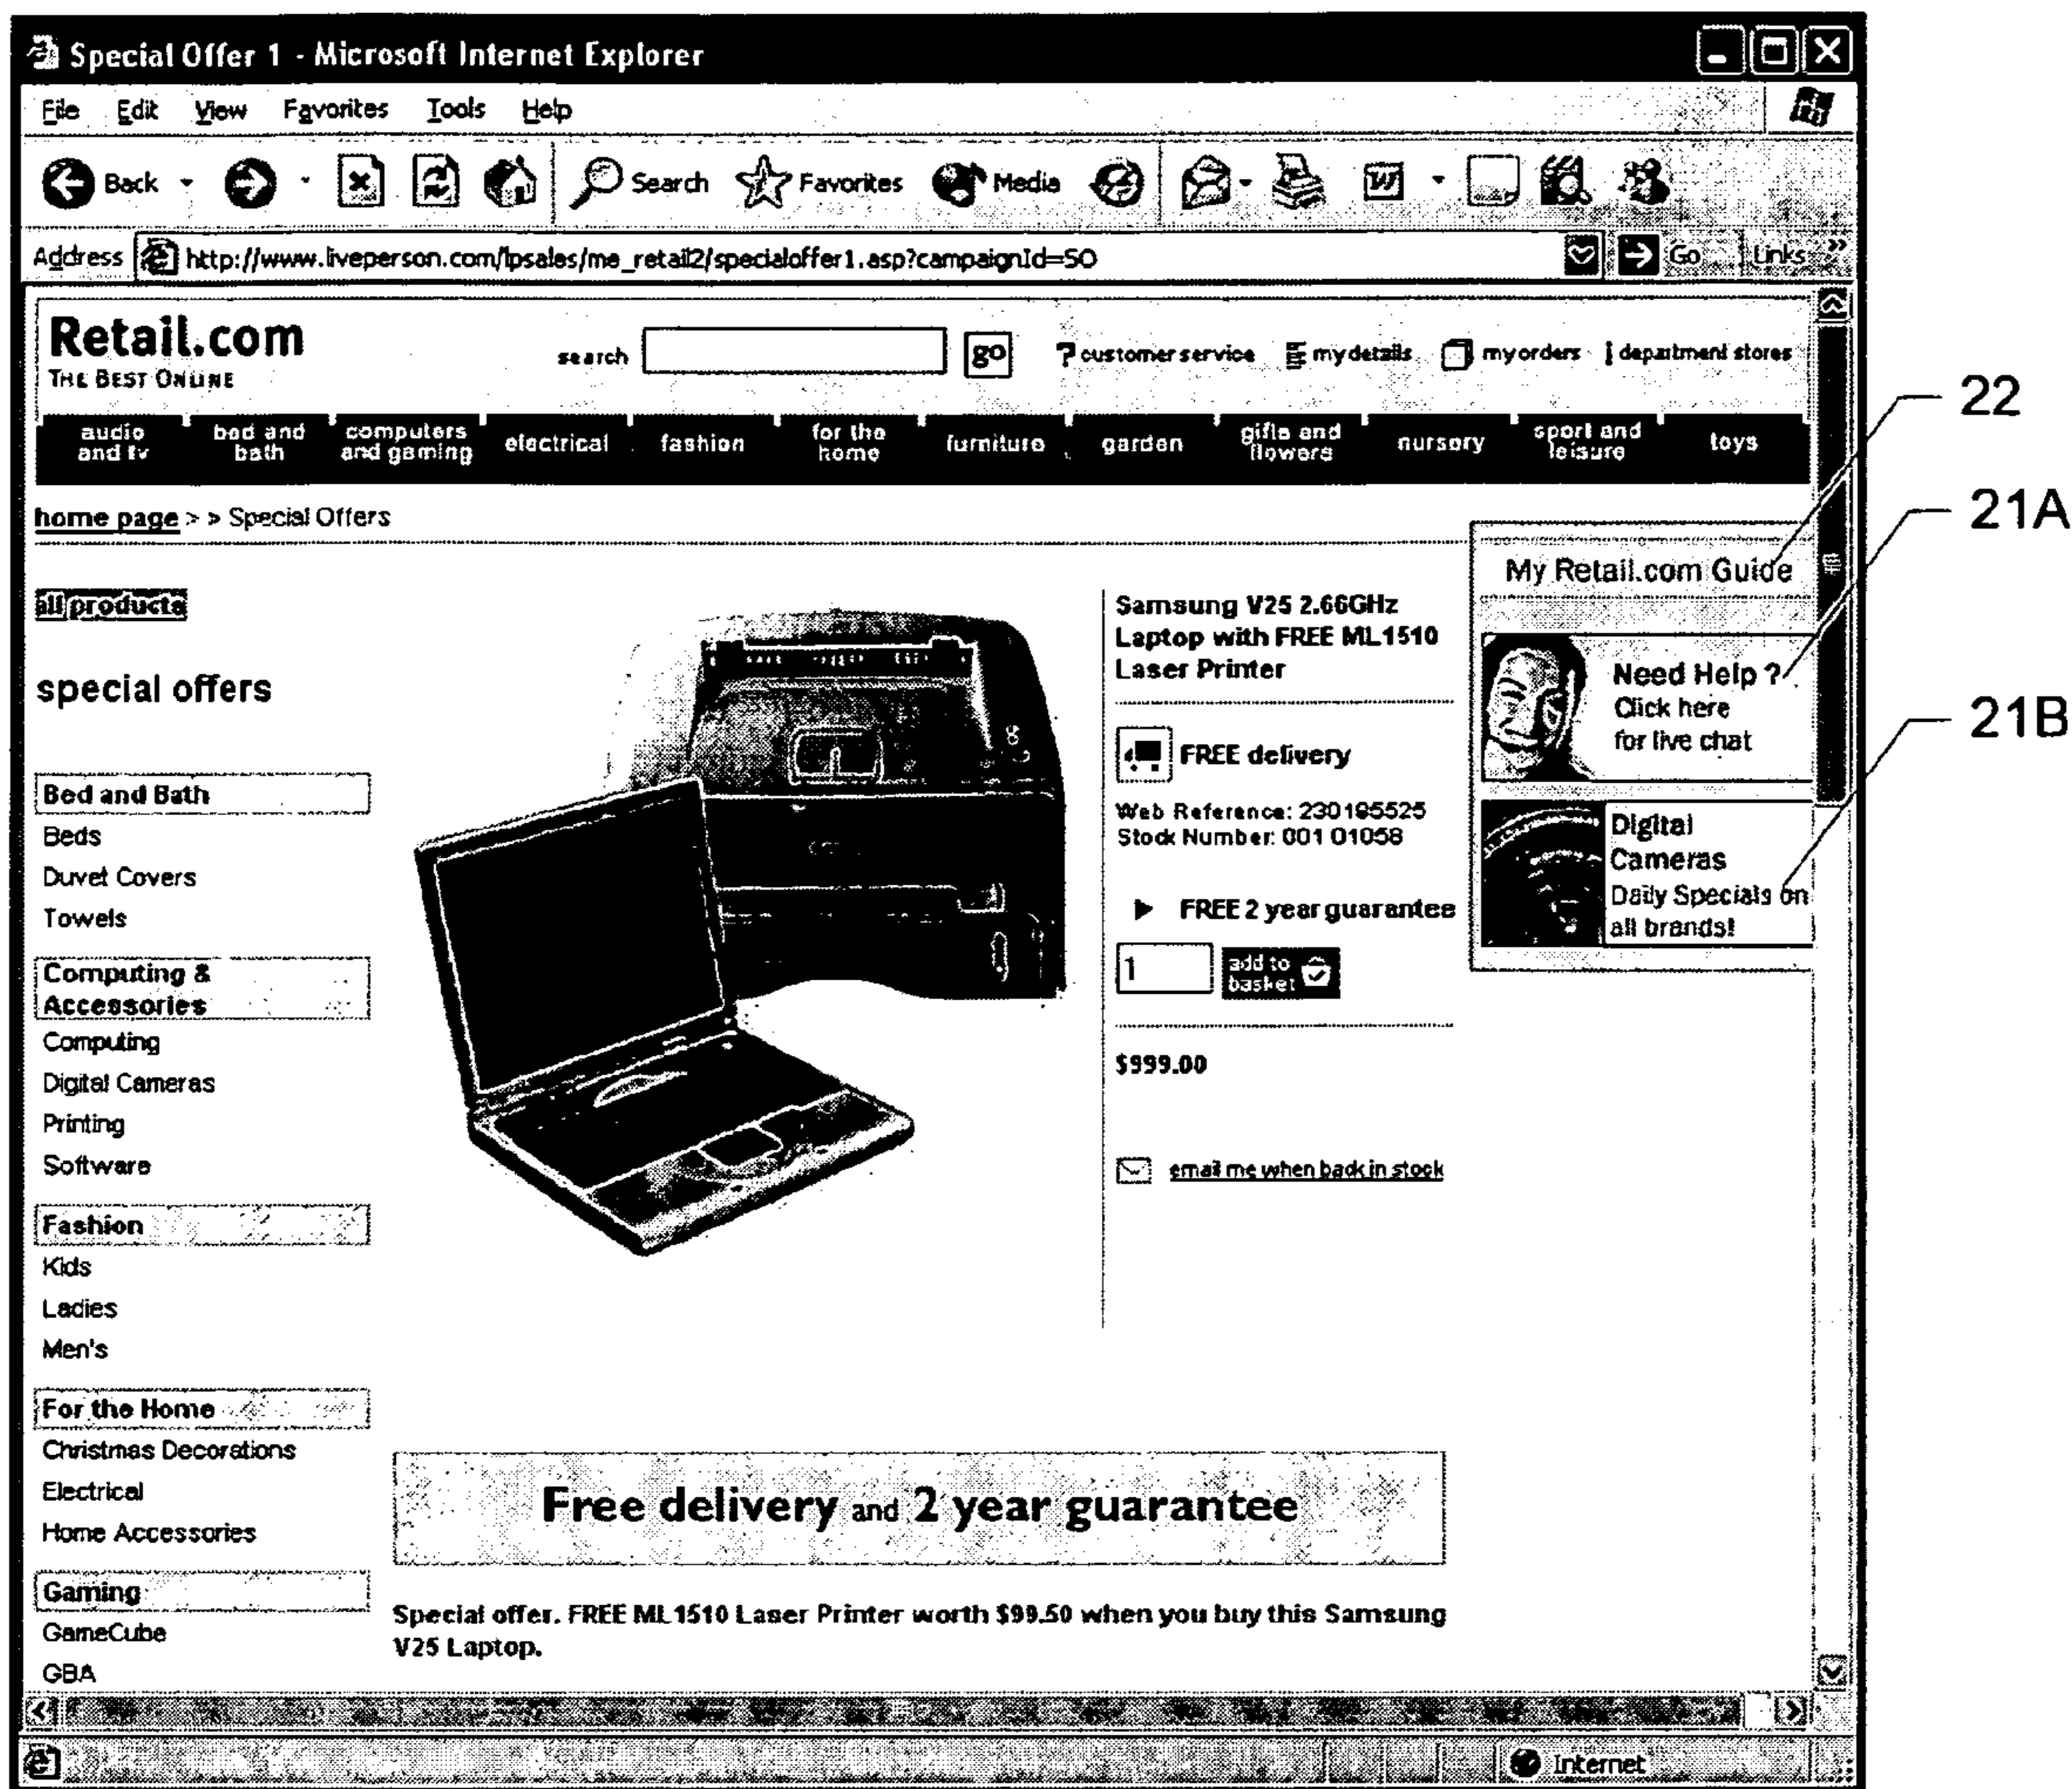 Special Offer 1 - Microsoft Internet Explorer
File Edit View Favorites Tools Help
Back Search Favorites Media
Address http://www.liveperson.com/lpsales/me_retail2/specialoffer1.asp?campaignId=SO Go Links
Retail.com
THE BEST ONLINE
search go ? customer service my details my orders i department stores
audio and tv
bed and bath
computers and gaming
electrical
fashion
for the home
furniture
garden
gifts and flowers
nursery
sport and leisure
toys
home page > > Special Offers
all products
special offers
Bed and Bath
Beds
Duvet Covers
Towels
Computing &
Accessories
Computing
Digital Cameras
Printing
Software
Fashion
Kids
Ladies
Men's
For the Home
Christmas Decorations
Electrical
Home Accessories
Gaming
GameCube
GBA
Samsung V25 2.66GHz
Laptop with FREE ML1510
Laser Printer
FREE delivery
Web Reference: 230195525
Stock Number: 001 01058
FREE 2 year guarantee
1
add to
basket
$999.00
email me when back in stock
Free delivery and 2 year guarantee
Special offer. FREE ML1510 Laser Printer worth $99.50 when you buy this Samsung
V25 Laptop.
My Retail.com Guide
Need Help ?
Click here
for live chat
Digital
Cameras
Daily Specials on
all brands!
22
21A
21B
Internet